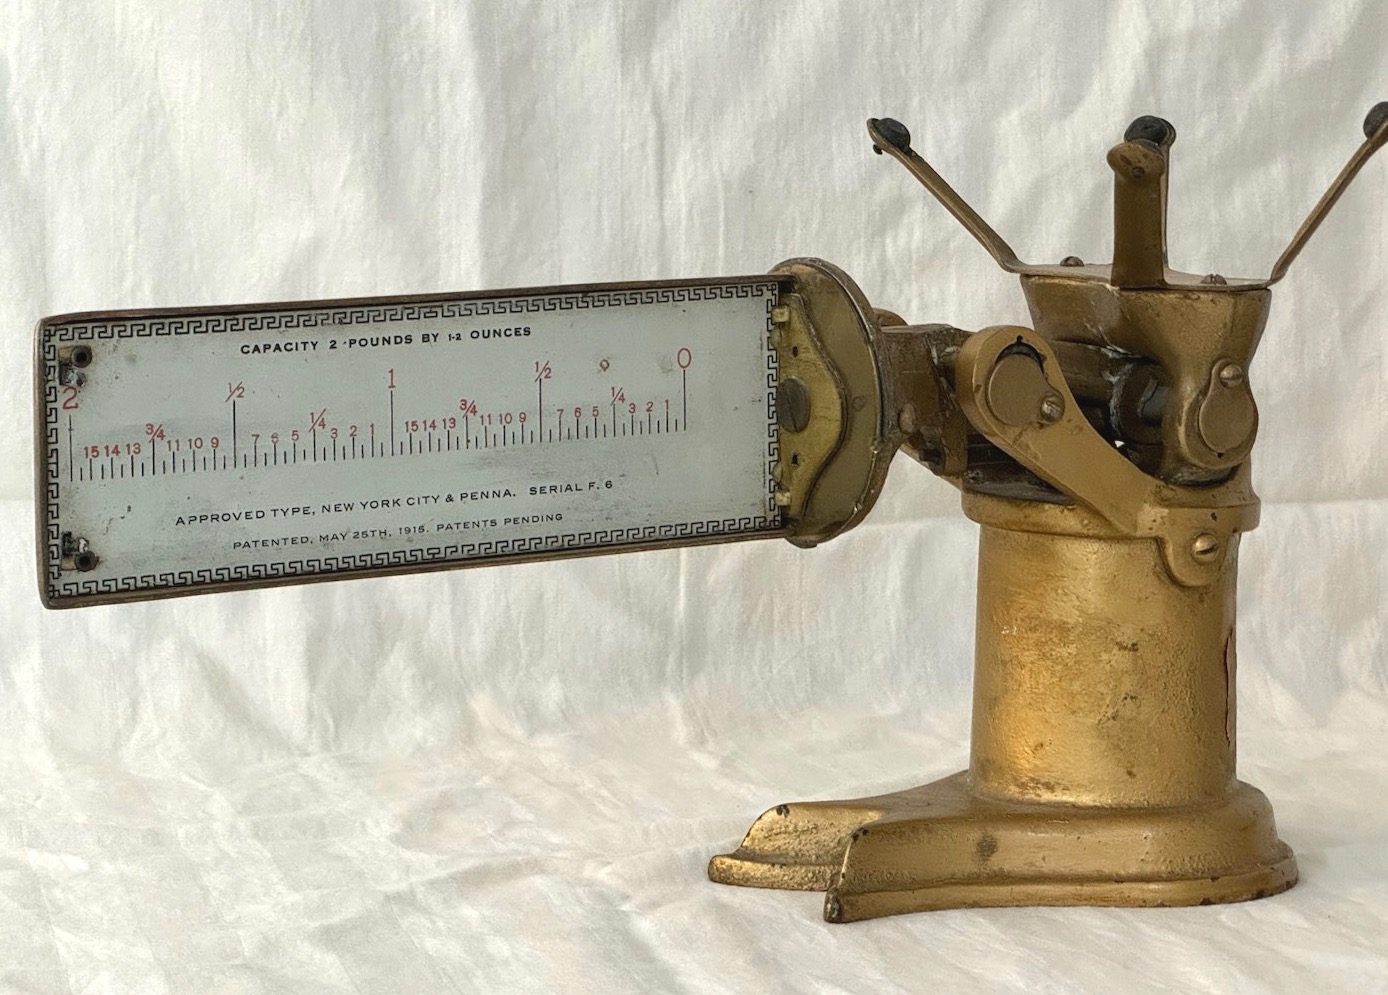 CAPACITY 2 POUNDS BY 1-2 OUNCES
2 1/2 1 1/2 0
15 14 13 3/4 11 10 9 7 6 5 1/4 3 2 1 15 14 13 3/4 11 10 9 7 6 5 1/4 3 2 1
APPROVED TYPE, NEW YORK CITY & PENNA. SERIAL F. 6
PATENTED, MAY 25TH, 1915. PATENTS PENDING